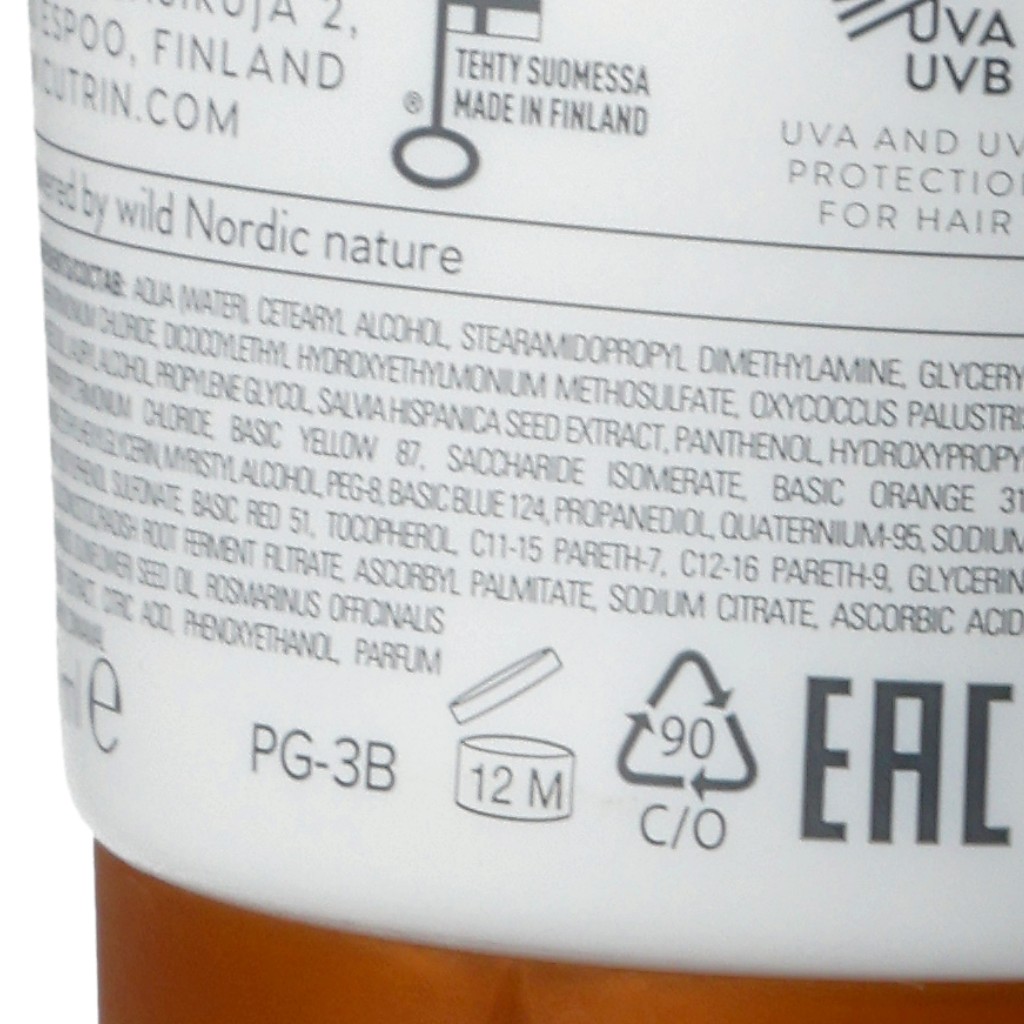 2,
ESPOO, FINLAND
CUTRIN.COM
®
TEHTY SUOMESSA
MADE IN FINLAND
UVA
UVB
UVA AND UV
PROTECTION
FOR HAIR
by wild Nordic nature
AQUA (WATER), CETEARYL ALCOHOL, STEARAMIDOPROPYL DIMETHYLAMINE, GLYCERY
CHLORIDE, DICOCOYLETHYL HYDROXYETHYLMONIUM METHOSULFATE, OXYCOCCUS PALUSTRIS
ALCOHOL, PROPYLENE GLYCOL, SALVIA HISPANICA SEED EXTRACT, PANTHENOL, HYDROXYPROPY
CHLORIDE, BASIC YELLOW 87, SACCHARIDE ISOMERATE, BASIC ORANGE 31
MYRISTYL ALCOHOL, PEG-8, BASIC BLUE 124, PROPANEDIOL, QUATERNIUM-95, SODIUM
SULFONATE, BASIC RED 51, TOCOPHEROL, C11-15 PARETH-7, C12-16 PARETH-9, GLYCERIN
ROOT FERMENT FILTRATE, ASCORBYL PALMITATE, SODIUM CITRATE, ASCORBIC ACID
SEED OIL, ROSMARINUS OFFICINALIS
CITRIC ACID, PHENOXYETHANOL, PARFUM
ml e
PG-3B
12 M
90
C/O
EAC